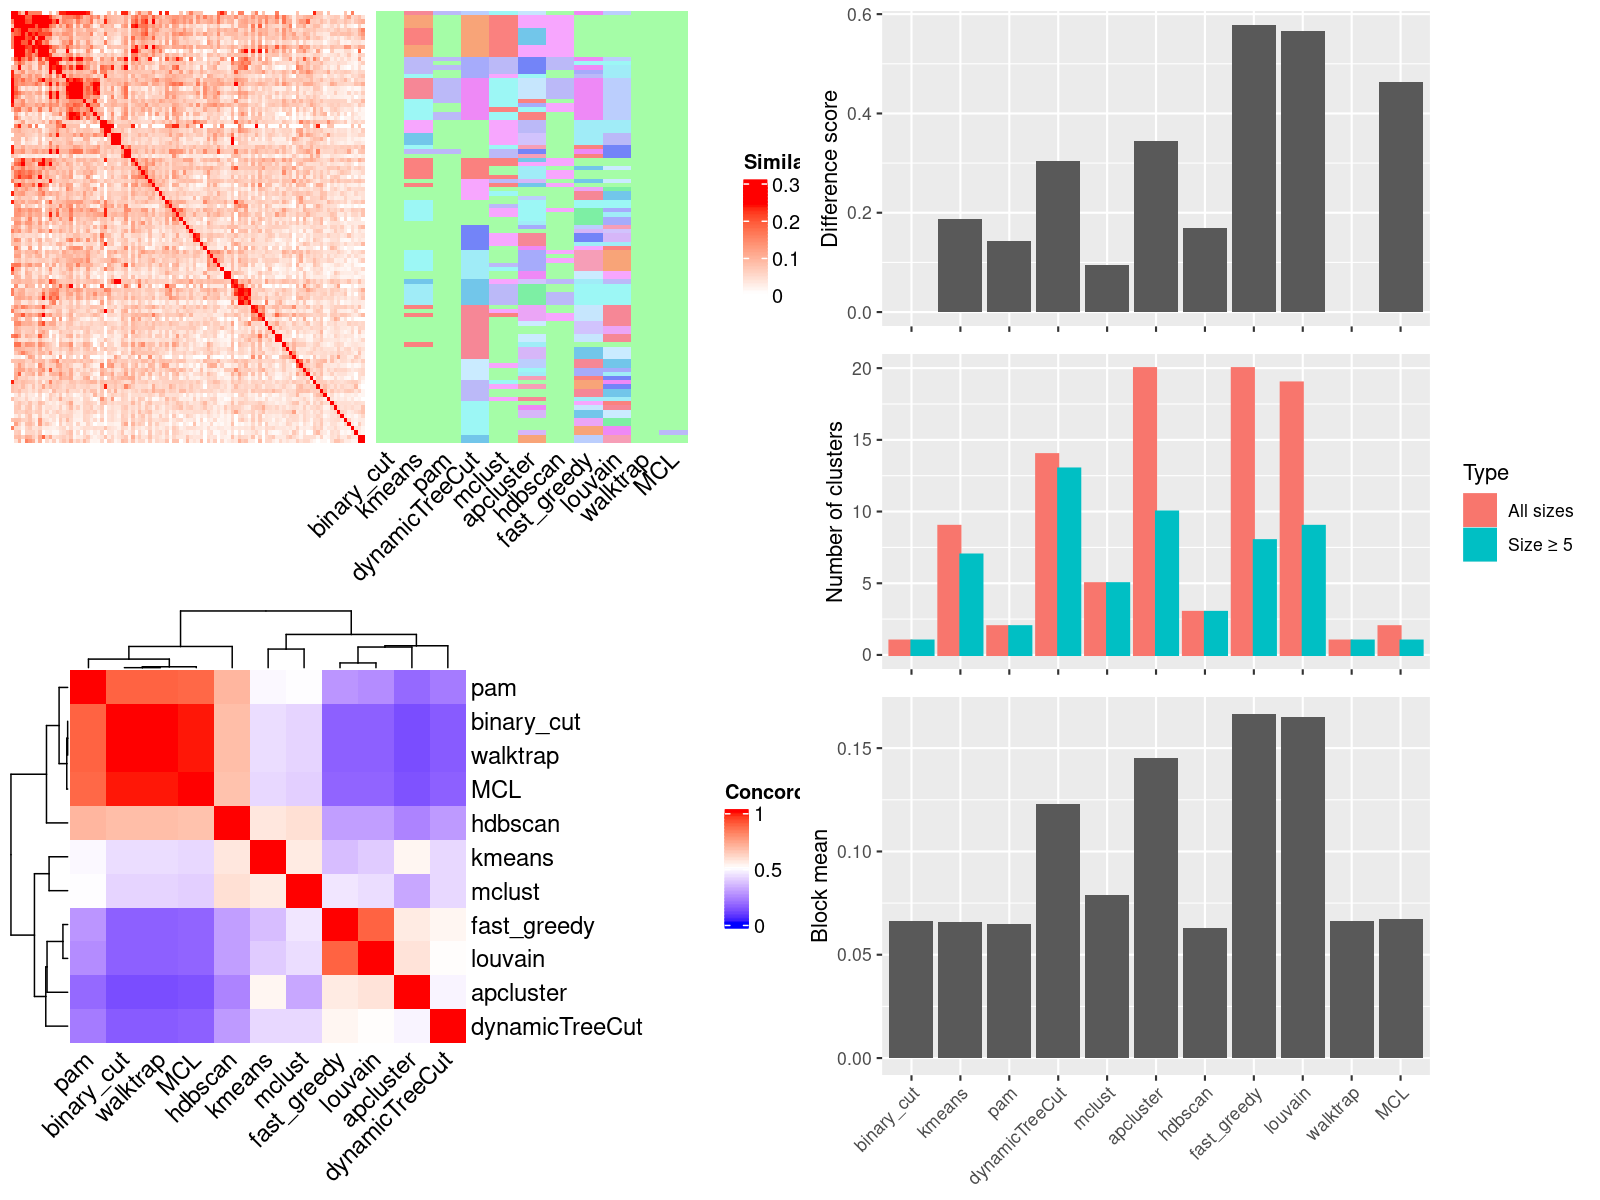 Simila
0.3
0.2
0.1
0
binary_cut
kmeans
pam
dynamicTreeCut
mclust
apcluster
hdbscan
fast_greedy
louvain
walktrap
MCL
pam
binary_cut
walktrap
MCL
hdbscan
kmeans
mclust
fast_greedy
louvain
apcluster
dynamicTreeCut
pam
binary_cut
walktrap
MCL
hdbscan
kmeans
mclust
fast_greedy
louvain
apcluster
dynamicTreeCut
Concord
1
0.5
0
Difference score
0.6
0.4
0.2
0.0
Number of clusters
20
15
10
5
0
Type
All sizes
Size ≥ 5
Block mean
0.15
0.10
0.05
0.00
binary_cut
kmeans
pam
dynamicTreeCut
mclust
apcluster
hdbscan
fast_greedy
louvain
walktrap
MCL